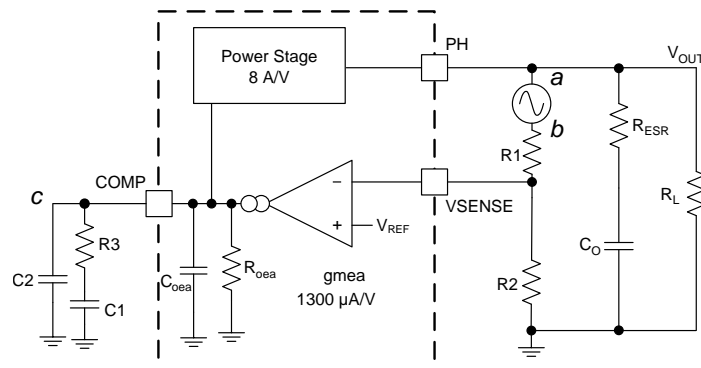 Power Stage
8 A/V
PH
VOUT
a
b
RESR
R1
COMP
c
VSENSE
RL
R3
VREF
CO
C2
Coea
Roea
gmea
1300 µA/V
R2
C1
−
+